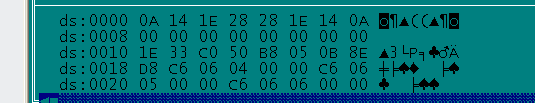 ds:0000 0A 14 1E 28 28 1E 14 0A ◙¶▲((▲¶◙
ds:0008 00 00 00 00 00 00 00 00
ds:0010 1E 33 C0 50 B8 05 0B 8E ▲3└P╕♣♂Ä
ds:0018 D8 C6 06 04 00 00 C6 06 ╪╞♠♦  ╞♠
ds:0020 05 00 00 C6 06 06 00 00 ♣  ╞♠♠